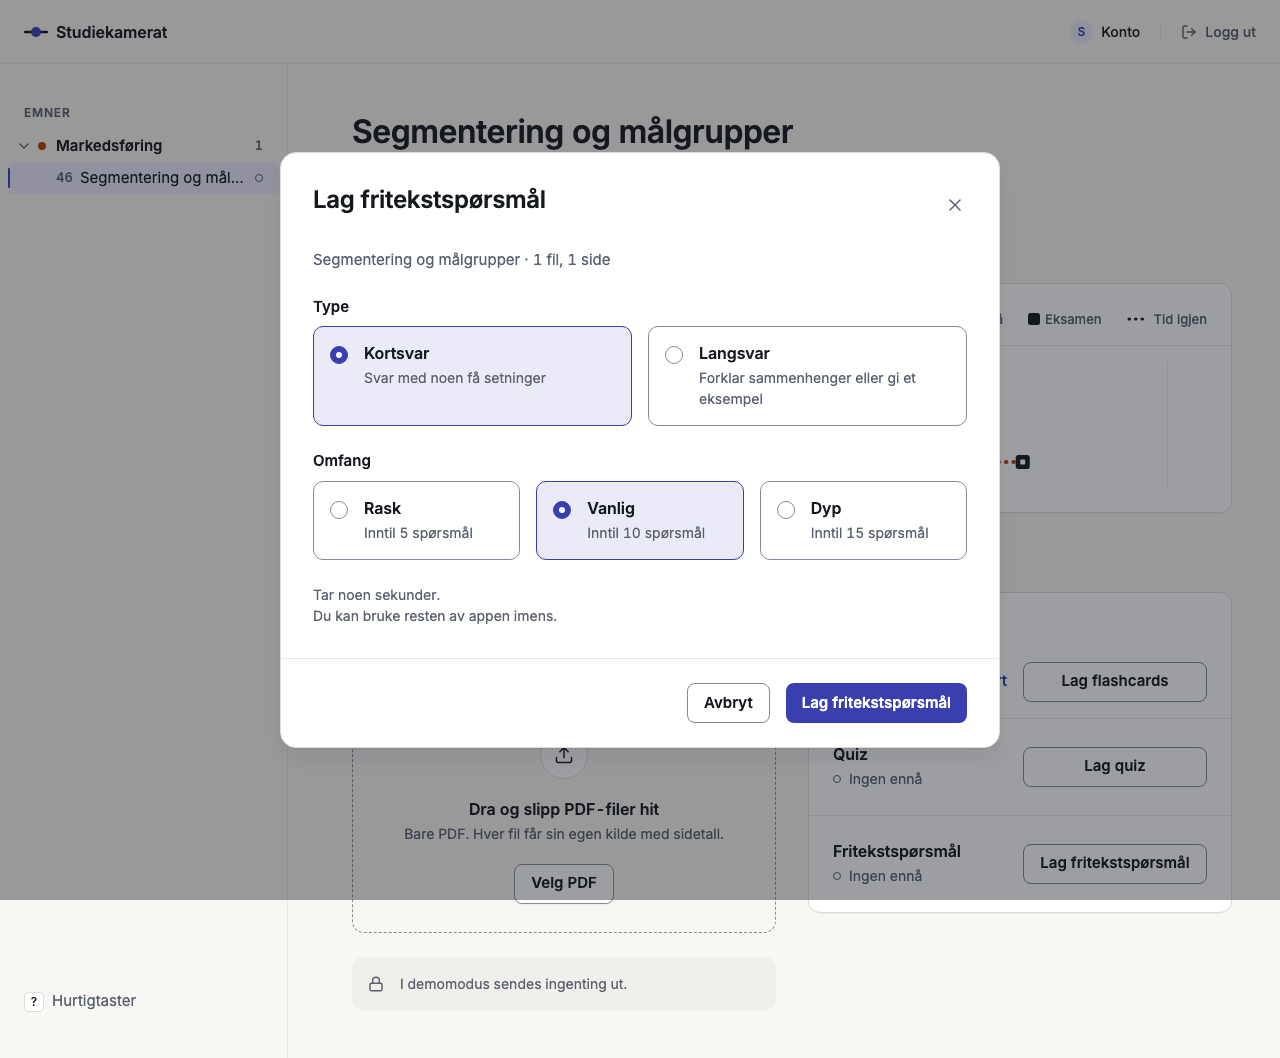 Studiekamerat
S Konto
Logg ut
EMNER
Markedsføring 1
46 Segmentering og mål...
Segmentering og målgrupper
Eksamen
Tid igjen
Lag fritekstspørsmål
Segmentering og målgrupper · 1 fil, 1 side
Type
Kortsvar
Svar med noen få setninger
Langsvar
Forklar sammenhenger eller gi et
eksempel
Omfang
Rask
Inntil 5 spørsmål
Vanlig
Inntil 10 spørsmål
Dyp
Inntil 15 spørsmål
Tar noen sekunder.
Du kan bruke resten av appen imens.
Avbryt
Lag fritekstspørsmål
Lag flashcards
Quiz
Ingen ennå
Lag quiz
Fritekstspørsmål
Ingen ennå
Lag fritekstspørsmål
Dra og slipp PDF-filer hit
Bare PDF. Hver fil får sin egen kilde med sidetall.
Velg PDF
I demomodus sendes ingenting ut.
? Hurtigtaster